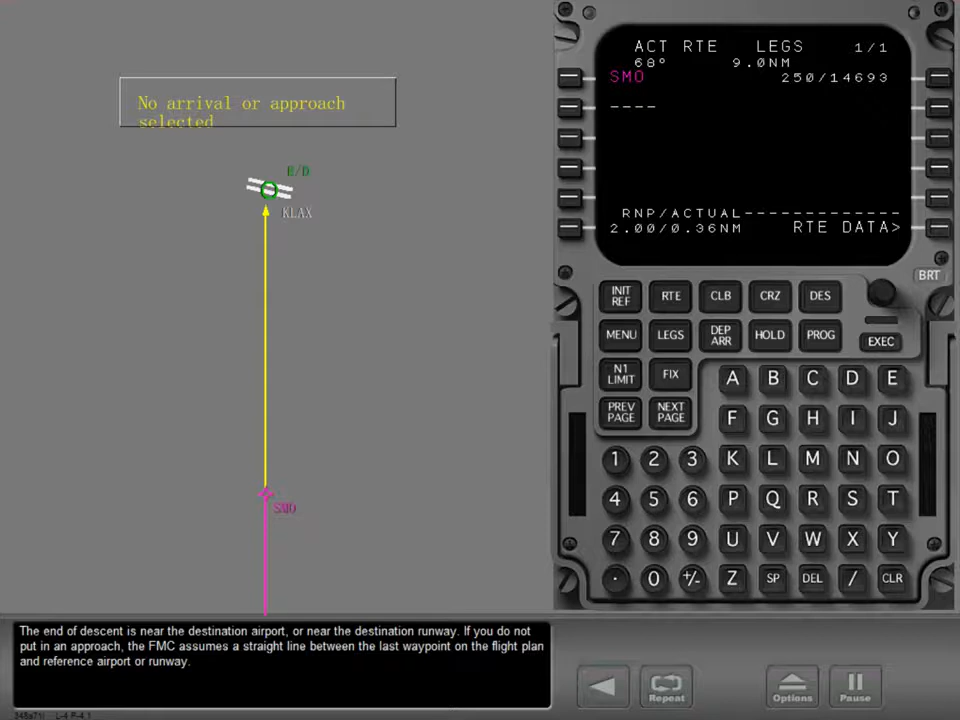 No arrival or approach
selected
E/D
KLAX
SMO
ACT RTE LEGS 1/1
68° 9.0NM
SMO 250/14693
----
RNP/ACTUAL--------------
2.00/0.36NM RTE DATA>
BRT
INIT REF RTE CLB CRZ DES
MENU LEGS DEP ARR HOLD PROG EXEC
N1 LIMIT FIX
PREV PAGE NEXT PAGE
A B C D E
F G H I J
1 2 3 K L M N O
4 5 6 P Q R S T
7 8 9 U V W X Y
. 0 +/- Z SP DEL / CLR
The end of descent is near the destination airport, or near the destination runway. If you do not
put in an approach, the FMC assumes a straight line between the last waypoint on the flight plan
and reference airport or runway.
Repeat Options Pause